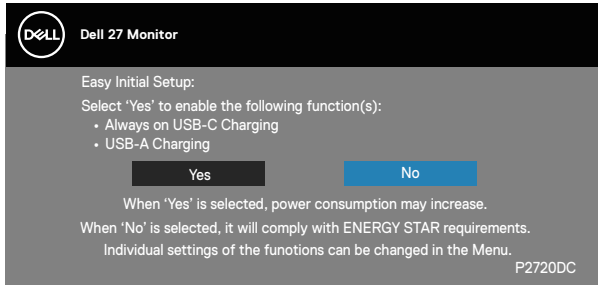 DELL
Dell 27 Monitor
Easy Initial Setup:
Select ‘Yes’ to enable the following function(s):
• Always on USB-C Charging
• USB-A Charging
Yes No
When ‘Yes’ is selected, power consumption may increase.
When ‘No’ is selected, it will comply with ENERGY STAR requirements.
Individual settings of the funotions can be changed in the Menu.
P2720DC